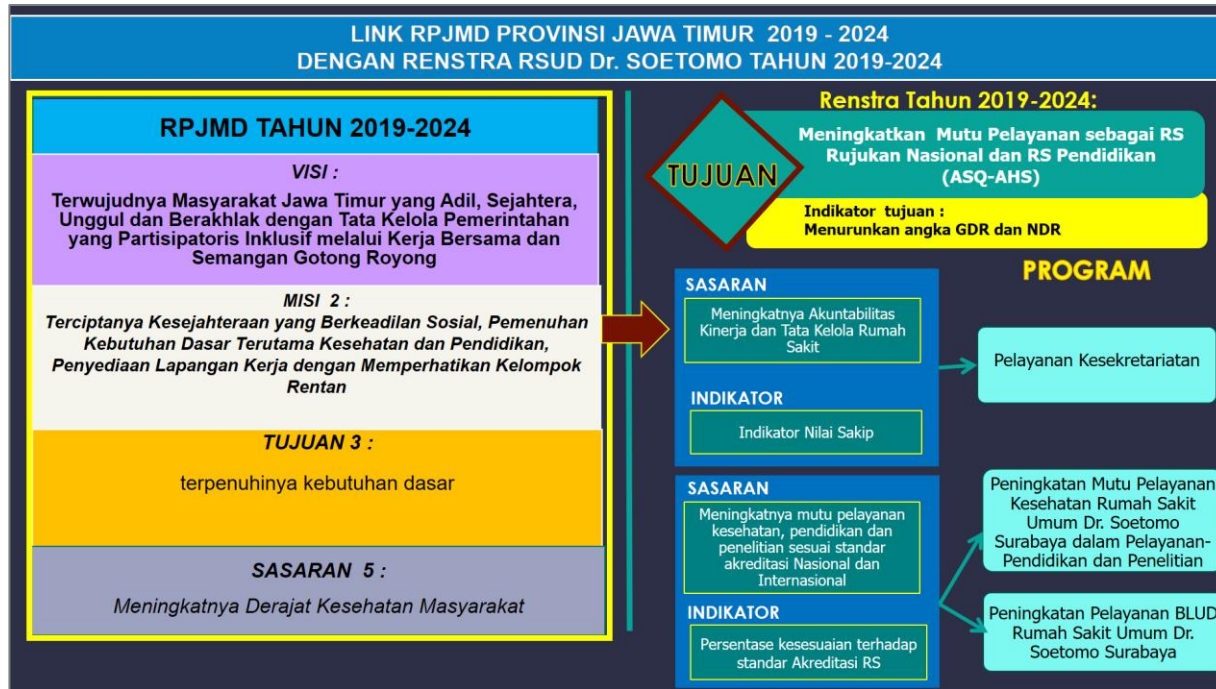 LINK RPJMD PROVINSI JAWA TIMUR 2019 - 2024
DENGAN RENSTRA RSUD Dr. SOETOMO TAHUN 2019-2024
RPJMD TAHUN 2019-2024
VISI :
Terwujudnya Masyarakat Jawa Timur yang Adil, Sejahtera,
Unggul dan Berakhlak dengan Tata Kelola Pemerintahan
yang Partisipatoris Inklusif melalui Kerja Bersama dan
Semangan Gotong Royong
MISI 2 :
Terciptanya Kesejahteraan yang Berkeadilan Sosial, Pemenuhan
Kebutuhan Dasar Terutama Kesehatan dan Pendidikan,
Penyediaan Lapangan Kerja dengan Memperhatikan Kelompok
Rentan
TUJUAN 3 :
terpenuhinya kebutuhan dasar
SASARAN 5 :
Meningkatnya Derajat Kesehatan Masyarakat
Renstra Tahun 2019-2024:
TUJUAN
Meningkatkan Mutu Pelayanan sebagai RS
Rujukan Nasional dan RS Pendidikan
(ASQ-AHS)
Indikator tujuan :
Menurunkan angka GDR dan NDR
PROGRAM
SASARAN
Meningkatnya Akuntabilitas
Kinerja dan Tata Kelola Rumah
Sakit
INDIKATOR
Indikator Nilai Sakip
Pelayanan Kesekretariatan
SASARAN
Meningkatnya mutu pelayanan
kesehatan, pendidikan dan
penelitian sesuai standar
akreditasi Nasional dan
Internasional
INDIKATOR
Persentase kesesuaian terhadap
standar Akreditasi RS
Peningkatan Mutu Pelayanan
Kesehatan Rumah Sakit
Umum Dr. Soetomo
Surabaya dalam Pelayanan-
Pendidikan dan Penelitian
Peningkatan Pelayanan BLUD
Rumah Sakit Umum Dr.
Soetomo Surabaya